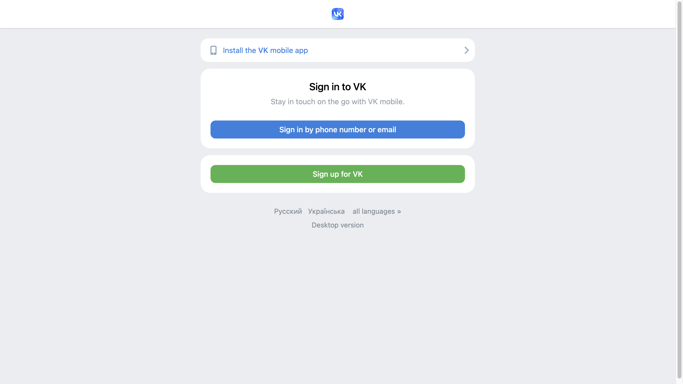 VK
Install the VK mobile app
Sign in to VK
Stay in touch on the go with VK mobile.
Sign in by phone number or email
Sign up for VK
Русский Українська all languages »
Desktop version